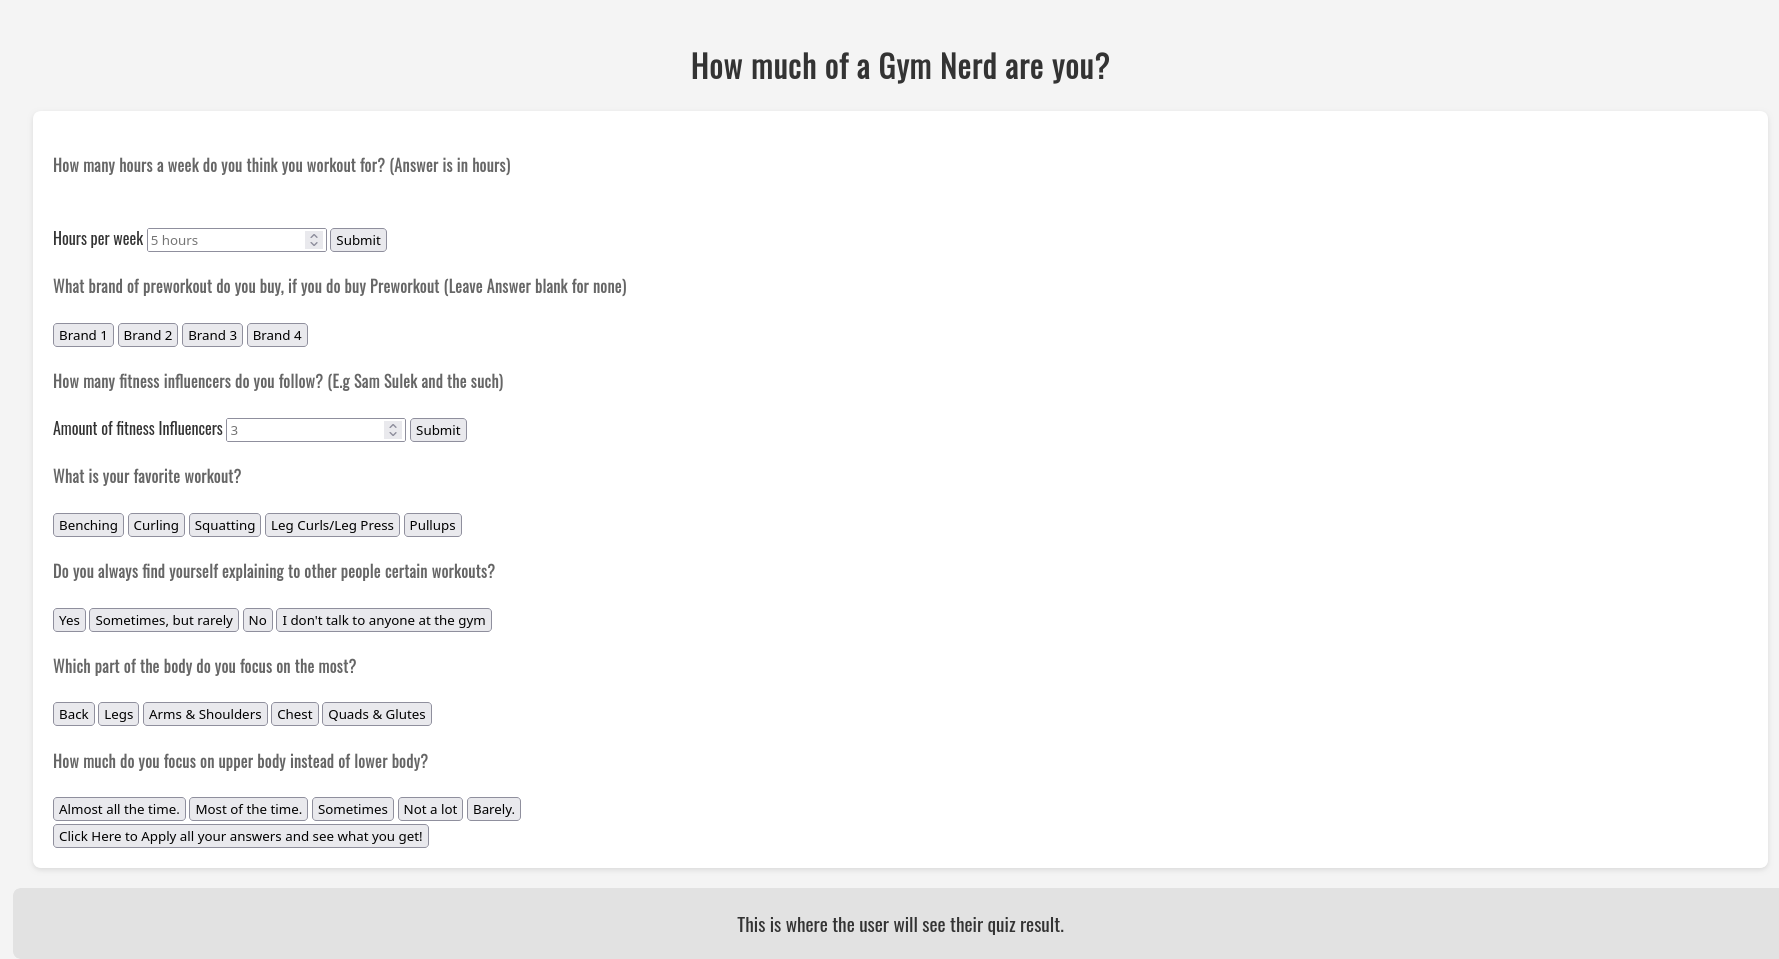 How much of a Gym Nerd are you?
How many hours a week do you think you workout for? (Answer is in hours)
Hours per week 5 hours Submit
What brand of preworkout do you buy, if you do buy Preworkout (Leave Answer blank for none)
Brand 1 Brand 2 Brand 3 Brand 4
How many fitness influencers do you follow? (E.g Sam Sulek and the such)
Amount of fitness Influencers 3 Submit
What is your favorite workout?
Benching Curling Squatting Leg Curls/Leg Press Pullups
Do you always find yourself explaining to other people certain workouts?
Yes Sometimes, but rarely No I don't talk to anyone at the gym
Which part of the body do you focus on the most?
Back Legs Arms & Shoulders Chest Quads & Glutes
How much do you focus on upper body instead of lower body?
Almost all the time. Most of the time. Sometimes Not a lot Barely.
Click Here to Apply all your answers and see what you get!
This is where the user will see their quiz result.